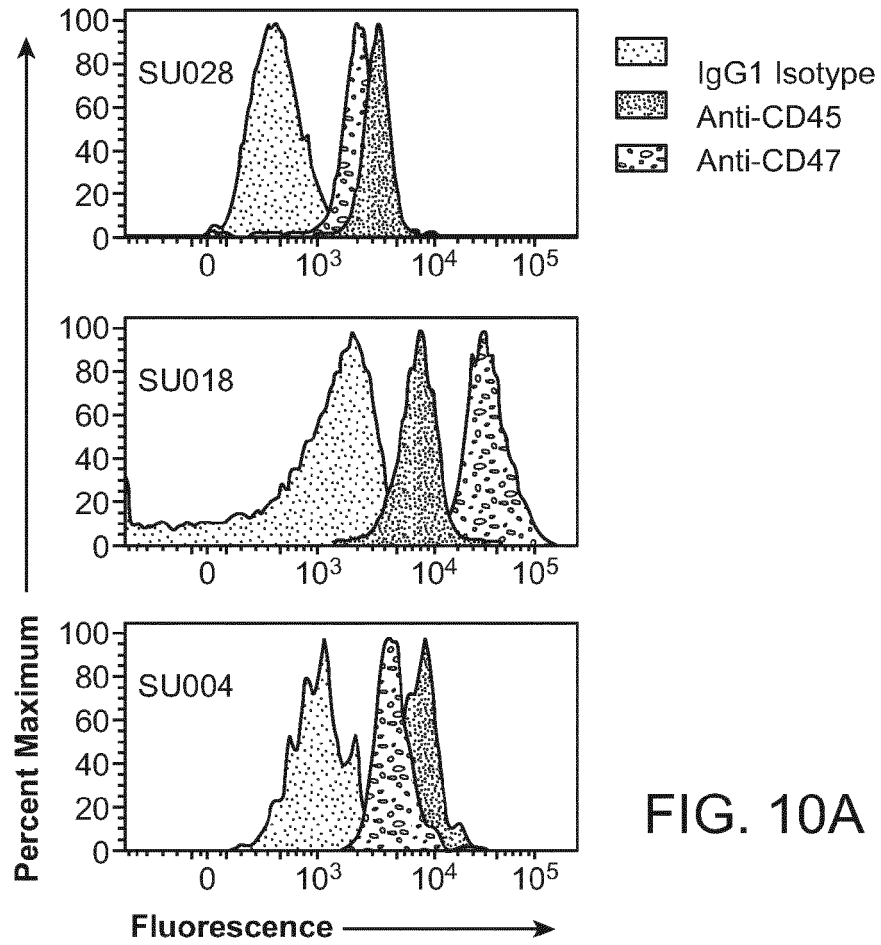 Percent Maximum
100
80
60
40
20
0
SU028
0 10³ 10⁴ 10⁵
IgG1 Isotype
Anti-CD45
Anti-CD47
100
80
60
40
20
0
SU018
0 10³ 10⁴ 10⁵
100
80
60
40
20
0
SU004
0 10³ 10⁴ 10⁵
Fluorescence
FIG. 10A